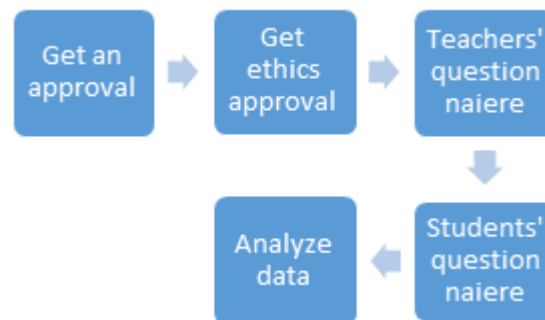 Get an
approval
Get
ethics
approval
Teachers'
question
naiere
Students'
question
naiere
Analyze
data